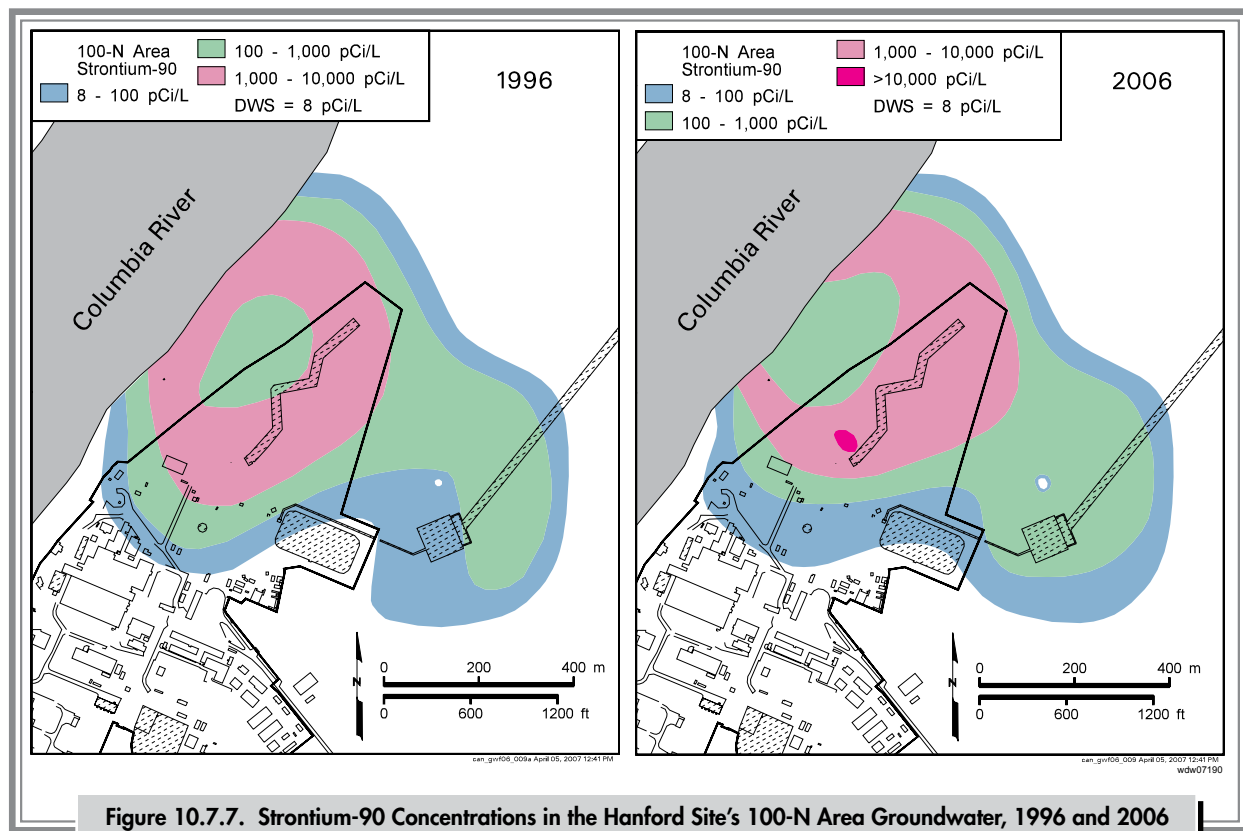 100-N Area
Strontium-90
8 - 100 pCi/L
100 - 1,000 pCi/L
1,000 - 10,000 pCi/L
DWS = 8 pCi/L
1996
Columbia River
N
0 200 400 m
0 600 1200 ft
can_gwf06_009a April 05, 2007 12:41 PM
100-N Area
Strontium-90
8 - 100 pCi/L
100 - 1,000 pCi/L
1,000 - 10,000 pCi/L
>10,000 pCi/L
DWS = 8 pCi/L
2006
Columbia River
N
0 200 400 m
0 600 1200 ft
can_gwf06_009 April 05, 2007 12:41 PM
wdw07190
Figure 10.7.7. Strontium-90 Concentrations in the Hanford Site's 100-N Area Groundwater, 1996 and 2006